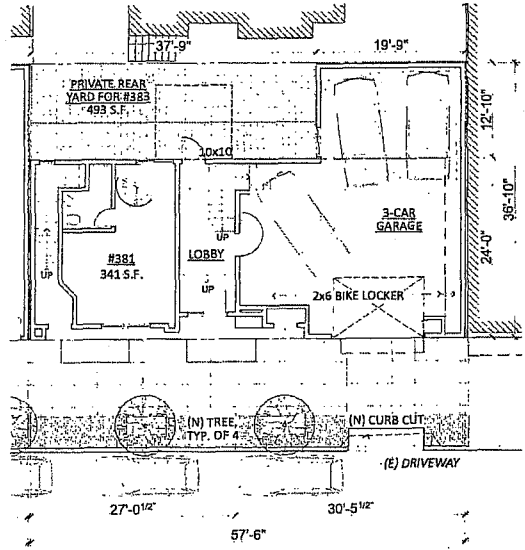 37'-9"
19'-9"
PRIVATE REAR
YARD FOR #383
493 S.F.
12'-10"
10x10
36'-10"
3-CAR
GARAGE
24'-0"
#381
341 S.F.
LOBBY
UP
UP
UP
2x6 BIKE LOCKER
(N) TREE,
TYP. OF 4
(N) CURB CUT
(E) DRIVEWAY
27'-0 1/2"
30'-5 1/2"
57'-6"